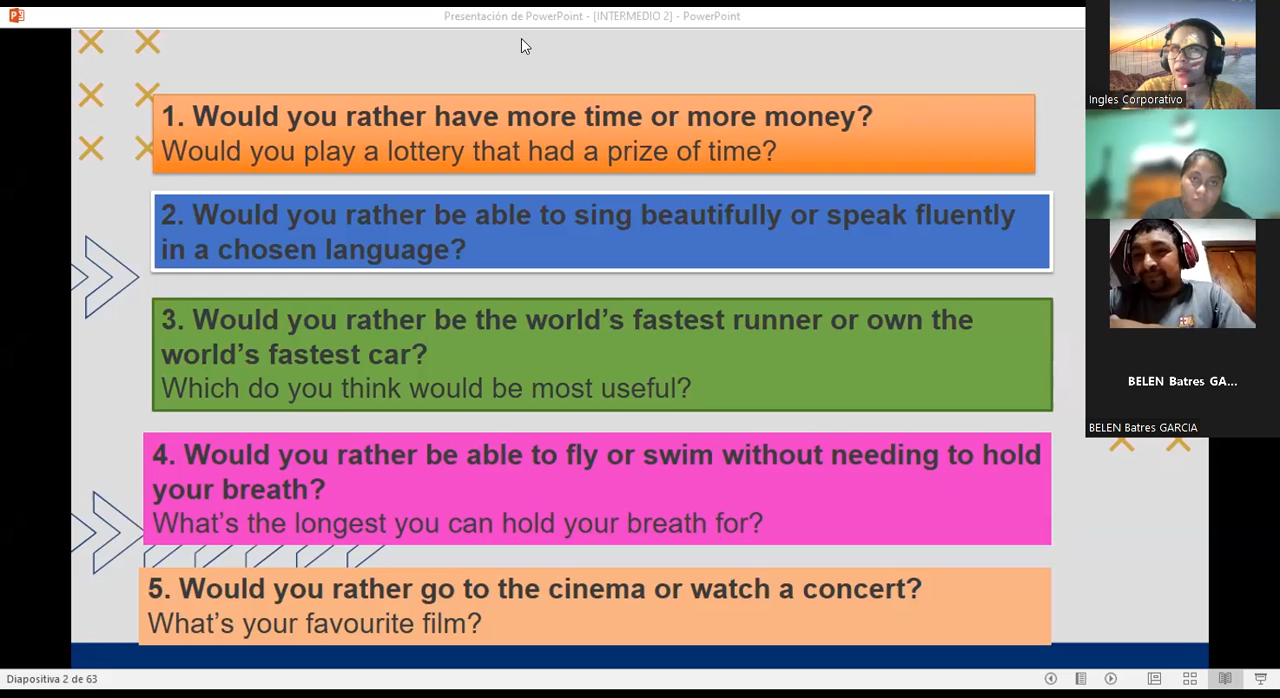 Presentación de PowerPoint - [INTERMEDIO 2] - PowerPoint
1. Would you rather have more time or more money?
Would you play a lottery that had a prize of time?
2. Would you rather be able to sing beautifully or speak fluently
in a chosen language?
3. Would you rather be the world's fastest runner or own the
world's fastest car?
Which do you think would be most useful?
4. Would you rather be able to fly or swim without needing to hold
your breath?
What's the longest you can hold your breath for?
5. Would you rather go to the cinema or watch a concert?
What's your favourite film?
Ingles Corporativo
BELEN Batres GA...
BELEN Batres GARCIA
Diapositiva 2 de 63